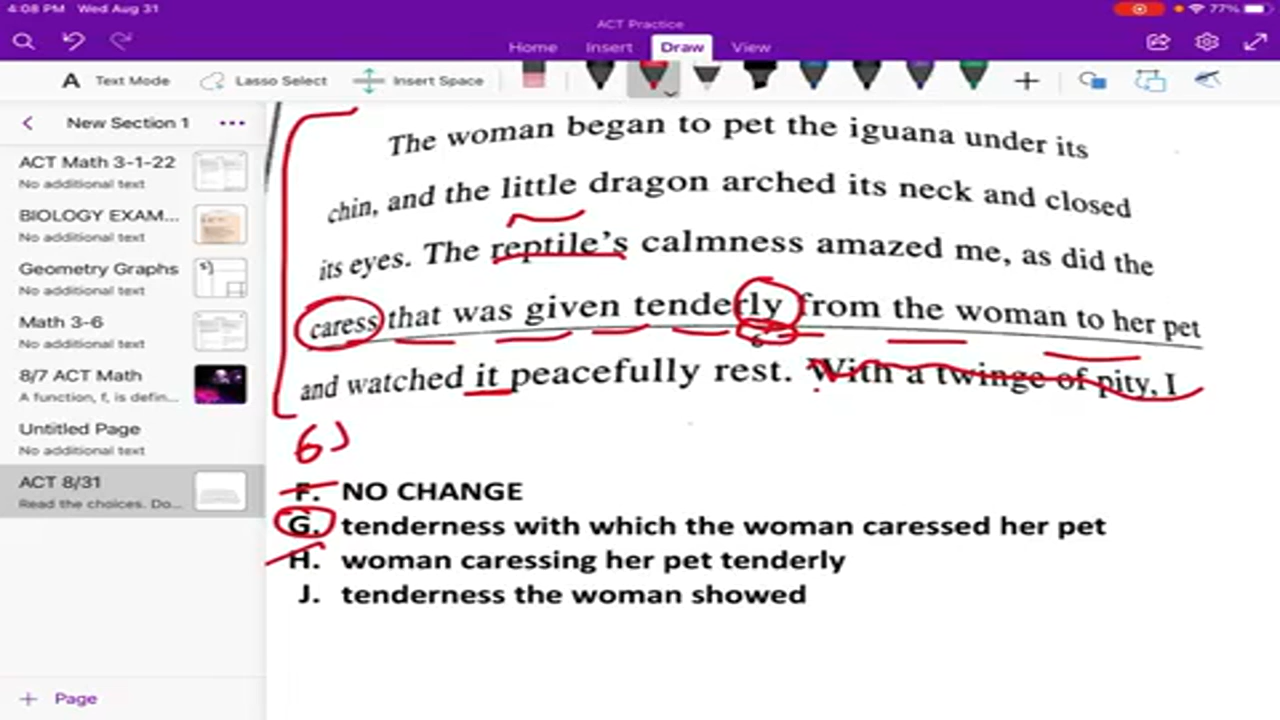 4:08 PM Wed Aug 31
77%
ACT Practice
Home Insert Draw View
A Text Mode Lasso Select Insert Space
New Section 1
ACT Math 3-1-22
No additional text
BIOLOGY EXAM...
No additional text
Geometry Graphs
No additional text
Math 3-6
No additional text
8/7 ACT Math
A function, f, is defin...
Untitled Page
No additional text
ACT 8/31
Read the choices. Do...
+ Page
The woman began to pet the iguana under its
chin, and the little dragon arched its neck and closed
its eyes. The reptile's calmness amazed me, as did the
caress that was given tenderly from the woman to her pet
6
and watched it peacefully rest. With a twinge of pity, I
6)
F. NO CHANGE
G. tenderness with which the woman caressed her pet
H. woman caressing her pet tenderly
J. tenderness the woman showed